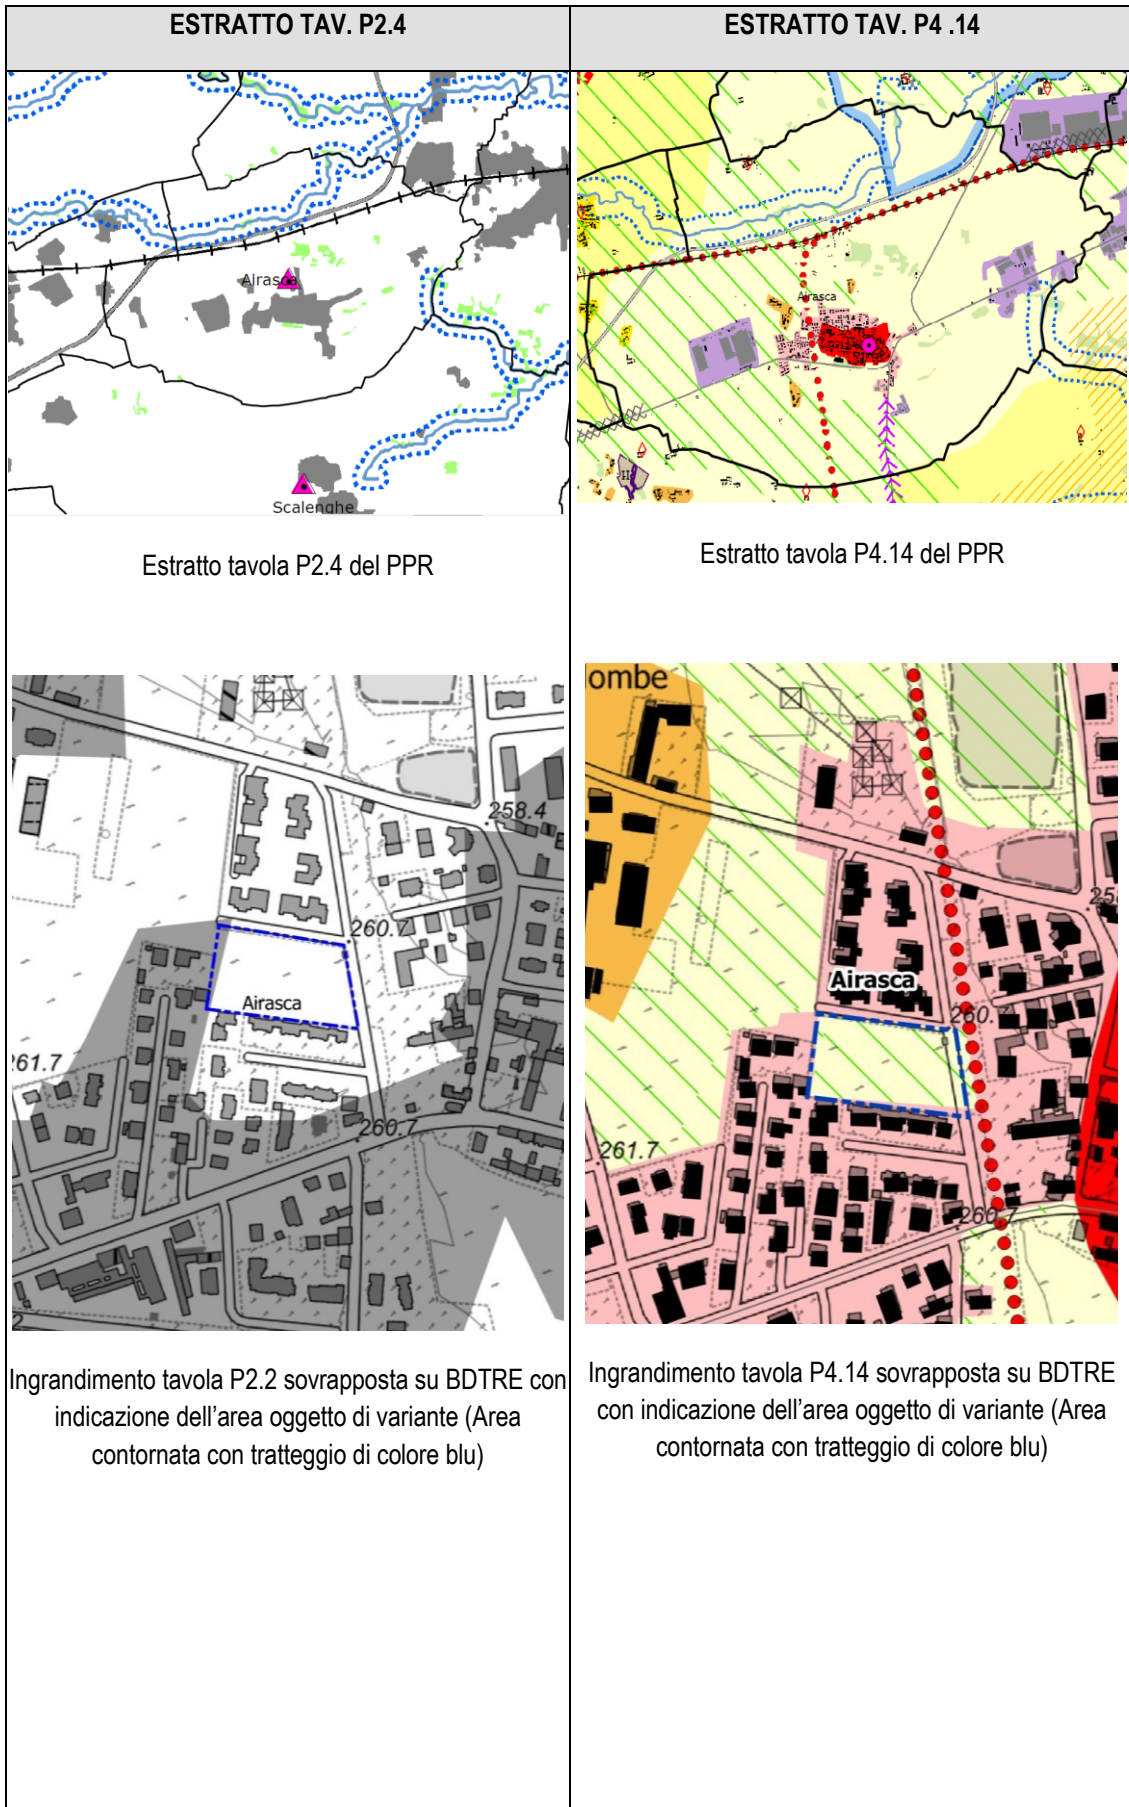 ESTRATTO TAV. P2.4
ESTRATTO TAV. P4 .14
Airasca
Scalenghe
Airasca
Estratto tavola P2.4 del PPR
Estratto tavola P4.14 del PPR
258.4
260.7
Airasca
261.7
260.7
ombe
Airasca
260.7
261.7
260.7
Ingrandimento tavola P2.2 sovrapposta su BDTRE con
indicazione dell'area oggetto di variante (Area
contornata con tratteggio di colore blu)
Ingrandimento tavola P4.14 sovrapposta su BDTRE
con indicazione dell'area oggetto di variante (Area
contornata con tratteggio di colore blu)